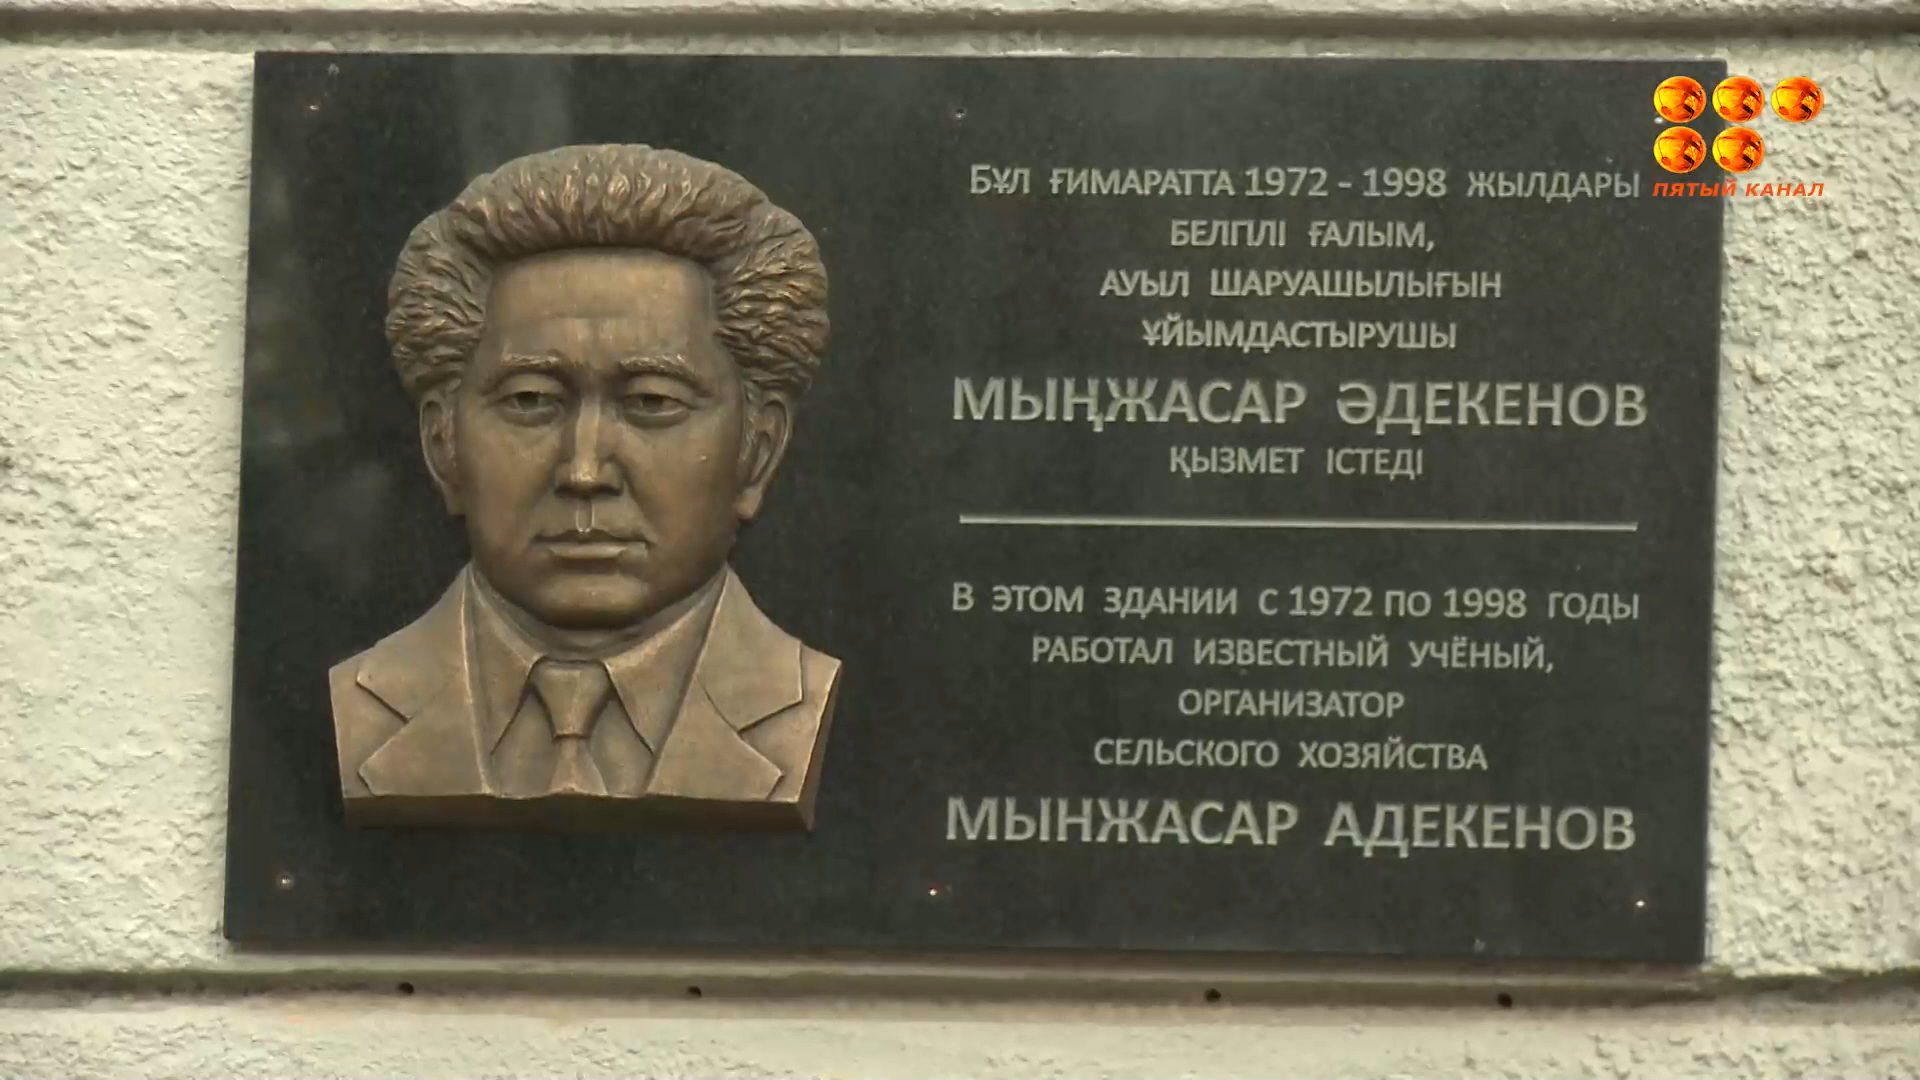 БҰЛ ҒИМАРАТТА 1972 - 1998 ЖЫЛДАРЫ
БЕЛГІЛІ ҒАЛЫМ,
АУЫЛ ШАРУАШЫЛЫҒЫН
ҰЙЫМДАСТЫРУШЫ
МЫҢЖАСАР ӘДЕКЕНОВ
ҚЫЗМЕТ ІСТЕДІ
В ЭТОМ ЗДАНИИ С 1972 ПО 1998 ГОДЫ
РАБОТАЛ ИЗВЕСТНЫЙ УЧЁНЫЙ,
ОРГАНИЗАТОР
СЕЛЬСКОГО ХОЗЯЙСТВА
МЫНЖАСАР АДЕКЕНОВ
ПЯТЫЙ КАНАЛ